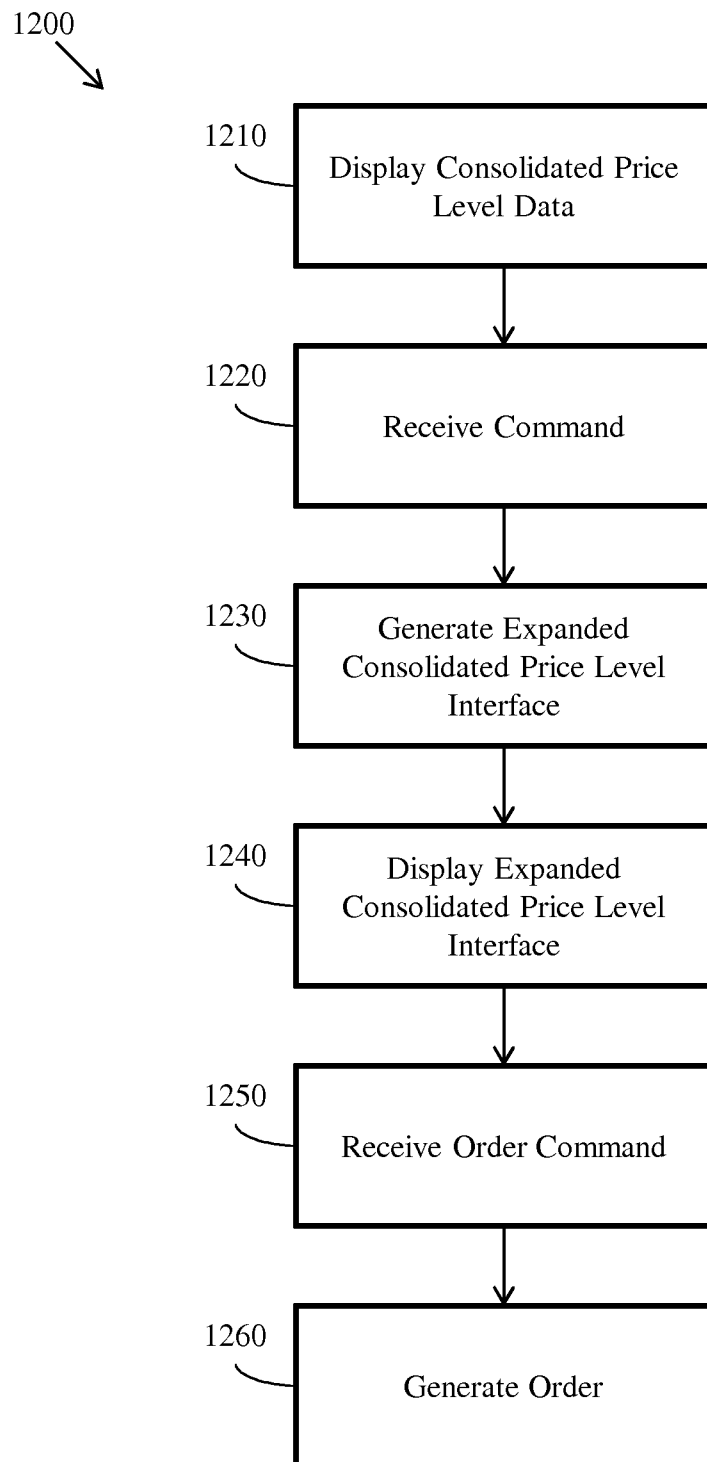 1200
1210
Display Consolidated Price
Level Data
1220
Receive Command
1230
Generate Expanded
Consolidated Price Level
Interface
1240
Display Expanded
Consolidated Price Level
Interface
1250
Receive Order Command
1260
Generate Order